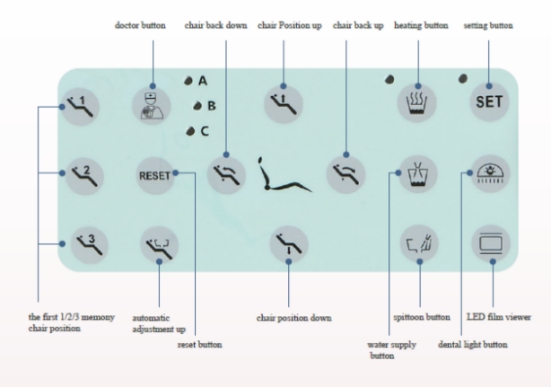 doctor button
chair back down
chair Position up
chair back up
heating button
setting button
A
B
C
1
SET
2
RESET
3
the first 1/2/3 memony
chair position
automatic
adjustment up
reset button
chair position down
water supply
button
spittoon button
dental light button
LED film viewer